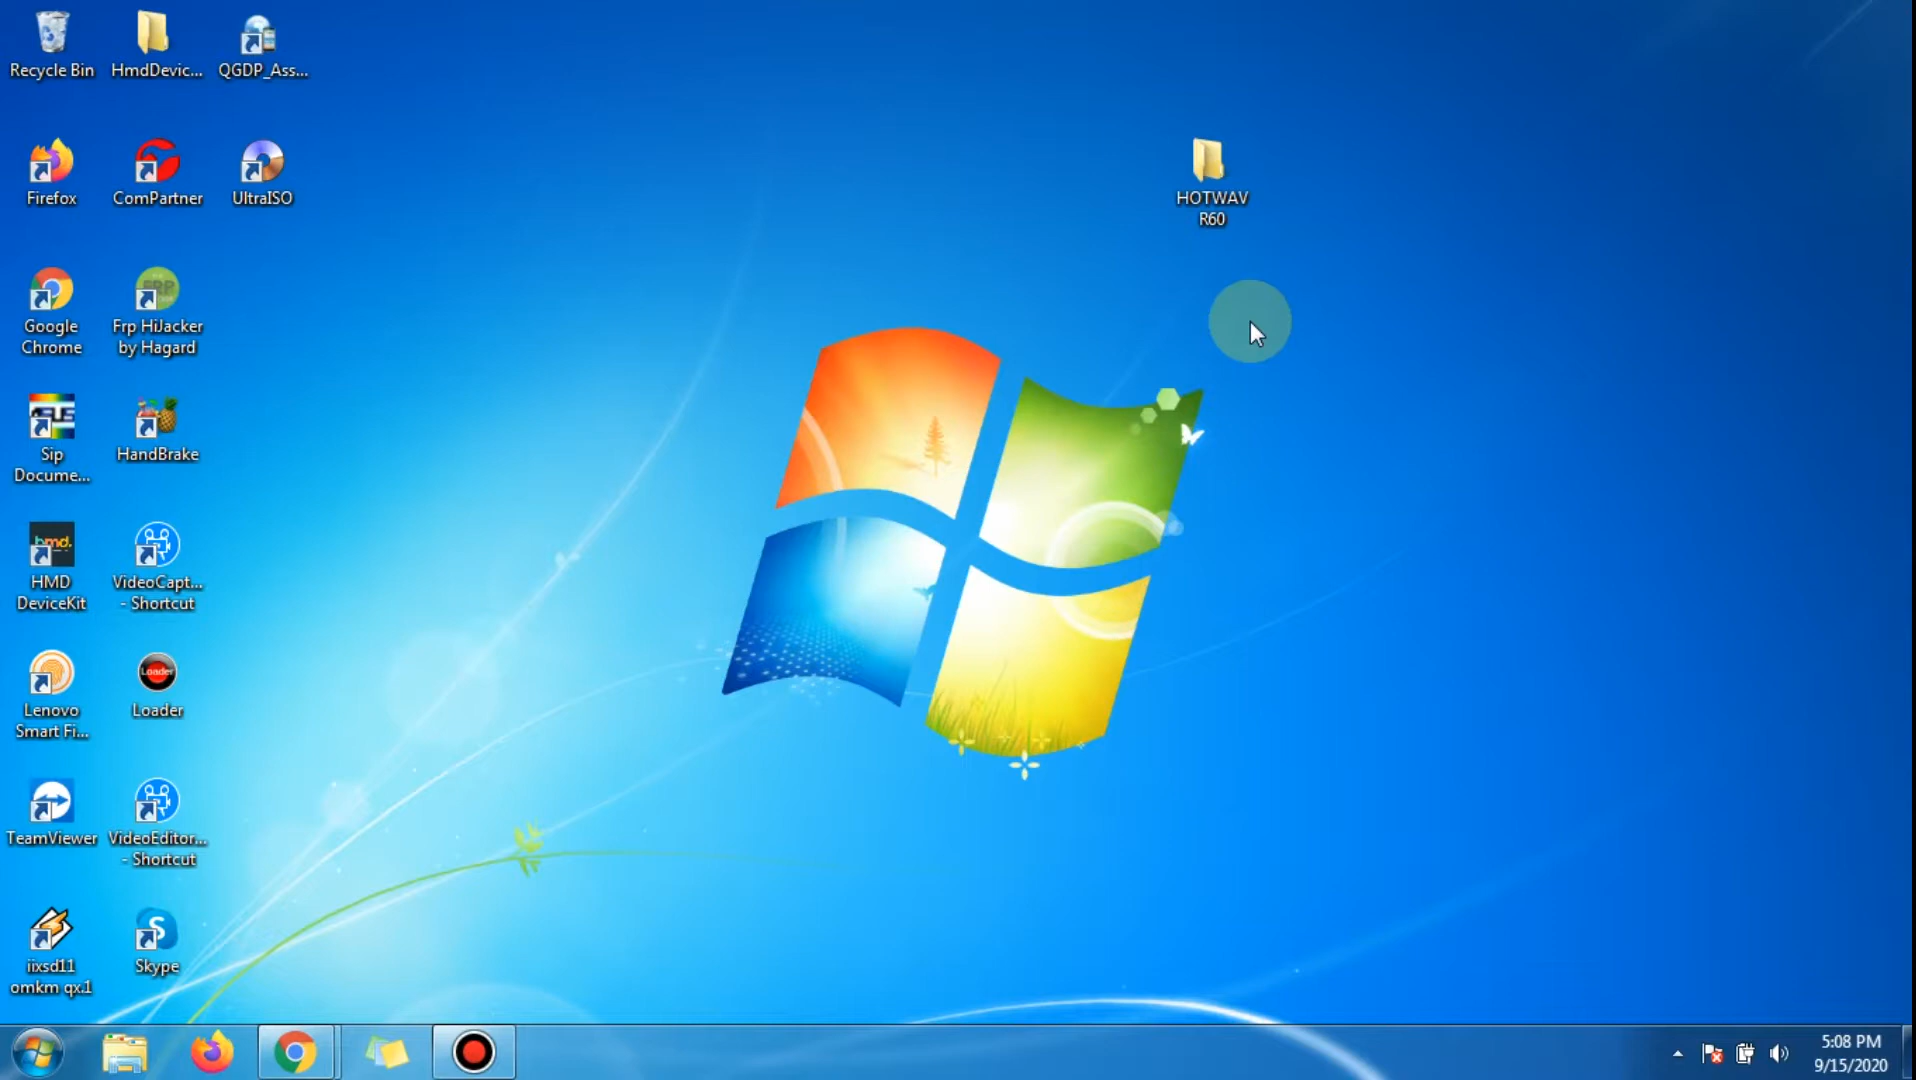 Recycle Bin
HmdDevic...
QGDP_Ass...
Firefox
ComPartner
UltraISO
HOTWAV
R60
Google
Chrome
Frp HiJacker
by Hagard
Sip
Docume...
HandBrake
hmd.
HMD
DeviceKit
VideoCapt...
- Shortcut
Loader
Lenovo
Smart Fi...
Loader
TeamViewer
VideoEditor...
- Shortcut
iixsd11
omkm qx.1
Skype
5:08 PM
9/15/2020